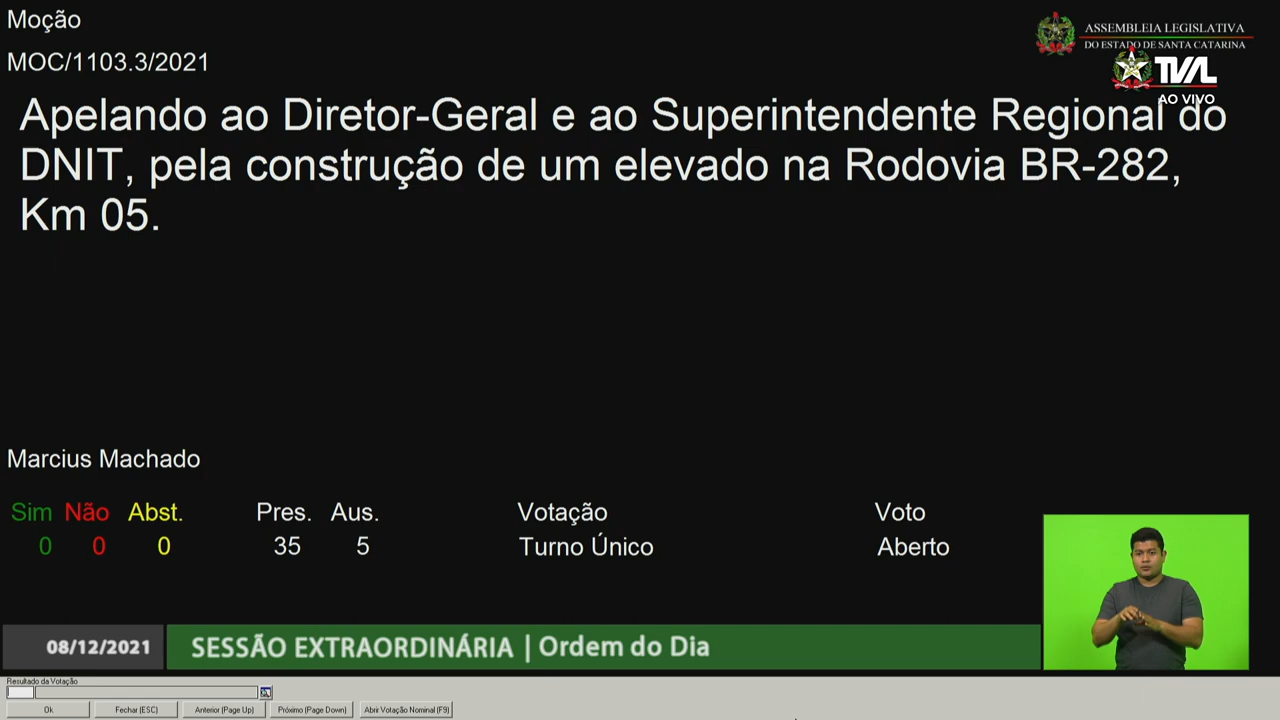 Moção
ASSEMBLEIA LEGISLATIVA
DO ESTADO DE SANTA CATARINA
MOC/1103.3/2021
TVAL
AO VIVO
Apelando ao Diretor-Geral e ao Superintendente Regional do
DNIT, pela construção de um elevado na Rodovia BR-282,
Km 05.
Marcius Machado
Sim Não Abst. Pres. Aus. Votação Voto
0 0 0 35 5 Turno Único Aberto
08/12/2021 SESSÃO EXTRAORDINÁRIA | Ordem do Dia
Resultado da Votação
Ok Fechar (ESC) Anterior (Page Up) Próximo (Page Down) Abrir Votação Nominal (F9)